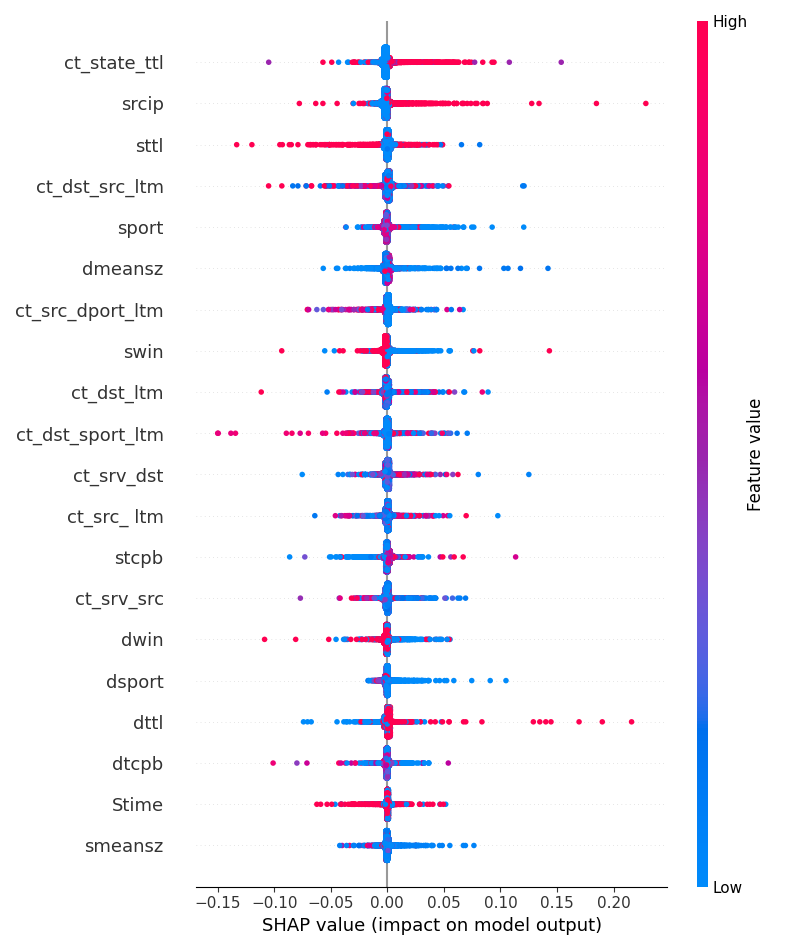 High
ct_state_ttl
srcip
sttl
ct_dst_src_ltm
sport
dmeansz
ct_src_dport_ltm
swin
ct_dst_ltm
ct_dst_sport_ltm
ct_srv_dst
ct_src_ ltm
stcpb
ct_srv_src
dwin
dsport
dttl
dtcpb
Stime
smeansz
Feature value
Low
−0.15 −0.10 −0.05 0.00 0.05 0.10 0.15 0.20
SHAP value (impact on model output)